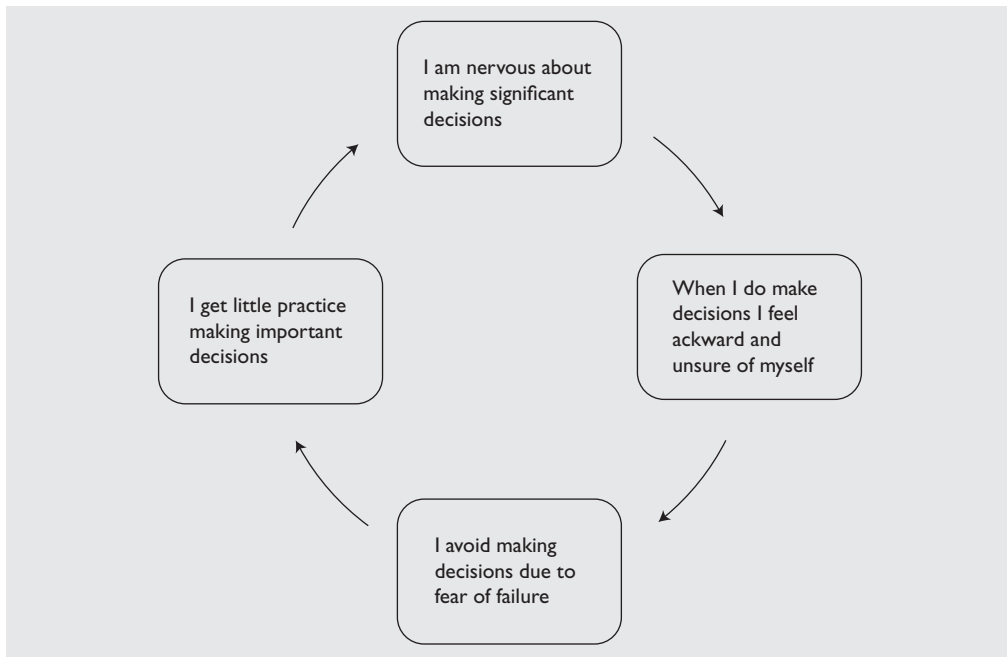 I am nervous about
making significant
decisions
When I do make
decisions I feel
ackward and
unsure of myself
I avoid making
decisions due to
fear of failure
I get little practice
making important
decisions